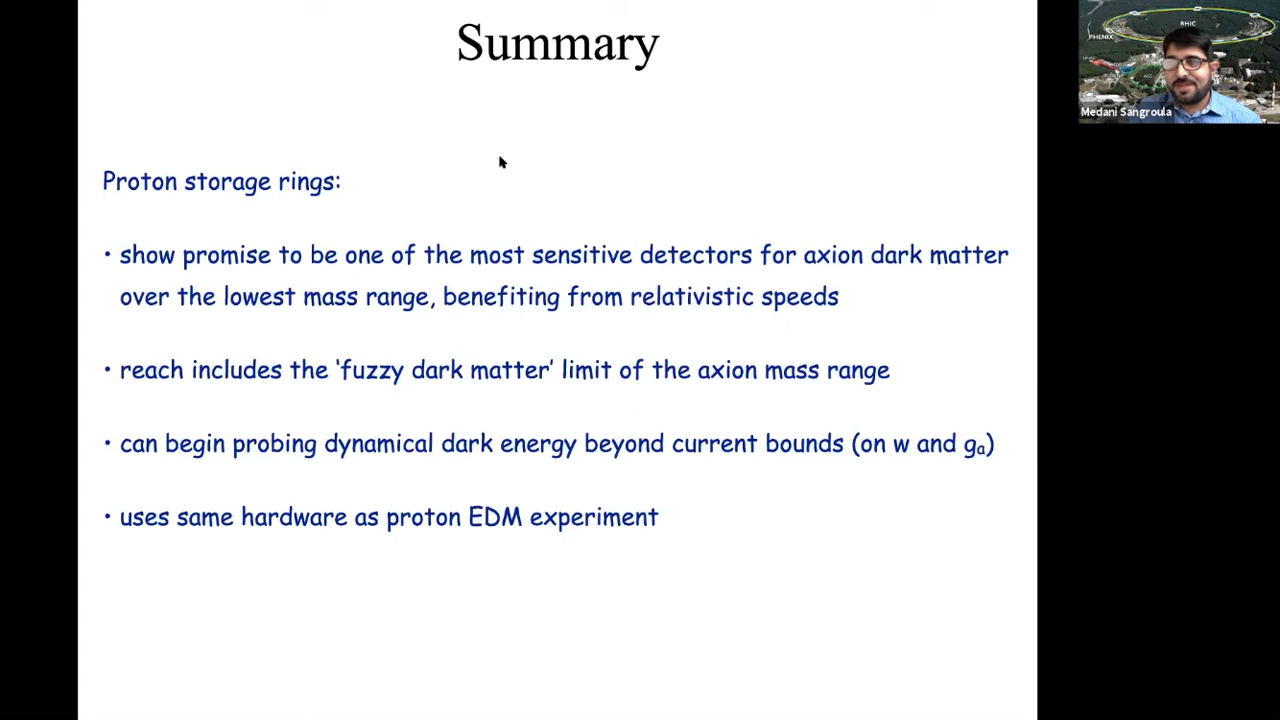 Summary
Proton storage rings:
• show promise to be one of the most sensitive detectors for axion dark matter
over the lowest mass range, benefiting from relativistic speeds
• reach includes the ‘fuzzy dark matter’ limit of the axion mass range
• can begin probing dynamical dark energy beyond current bounds (on w and gₐ)
• uses same hardware as proton EDM experiment
RHIC
PHENIX
AGS
Medani Sangroula